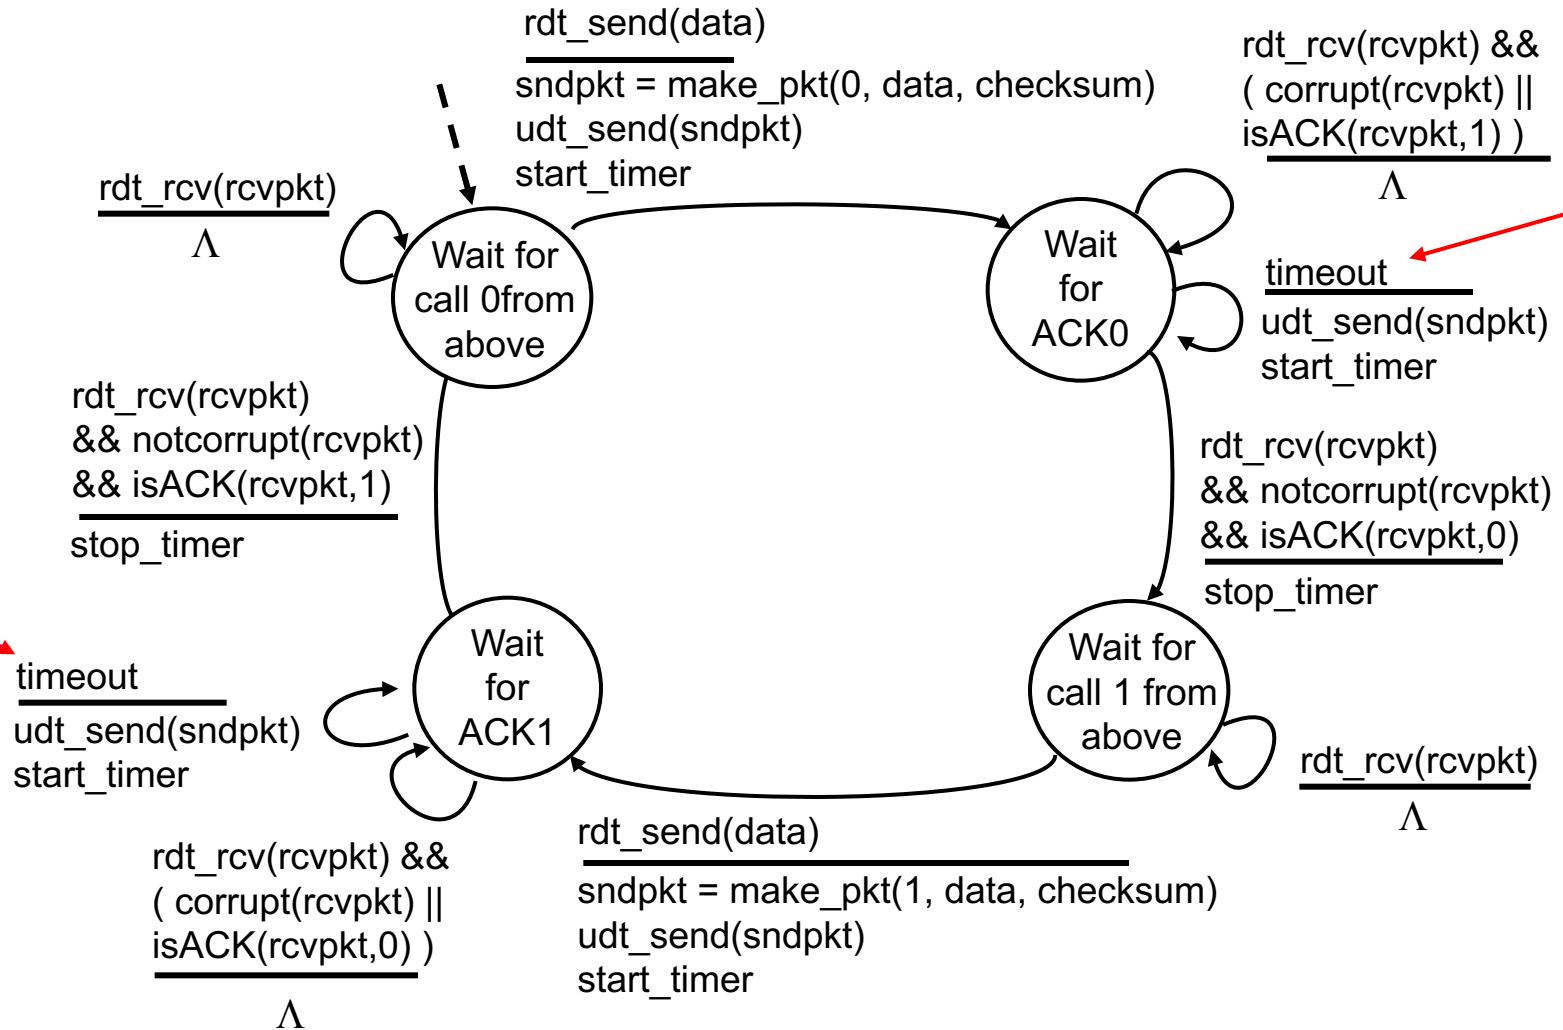 rdt_send(data)
sndpkt = make_pkt(0, data, checksum)
udt_send(sndpkt)
start_timer
rdt_rcv(rcvpkt) &&
( corrupt(rcvpkt) ||
isACK(rcvpkt,1) )
Λ
rdt_rcv(rcvpkt)
Λ
Wait for
call 0from
above
Wait
for
ACK0
timeout
udt_send(sndpkt)
start_timer
rdt_rcv(rcvpkt)
&& notcorrupt(rcvpkt)
&& isACK(rcvpkt,1)
stop_timer
rdt_rcv(rcvpkt)
&& notcorrupt(rcvpkt)
&& isACK(rcvpkt,0)
stop_timer
timeout
udt_send(sndpkt)
start_timer
Wait
for
ACK1
Wait for
call 1 from
above
rdt_rcv(rcvpkt)
Λ
rdt_rcv(rcvpkt) &&
( corrupt(rcvpkt) ||
isACK(rcvpkt,0) )
Λ
rdt_send(data)
sndpkt = make_pkt(1, data, checksum)
udt_send(sndpkt)
start_timer